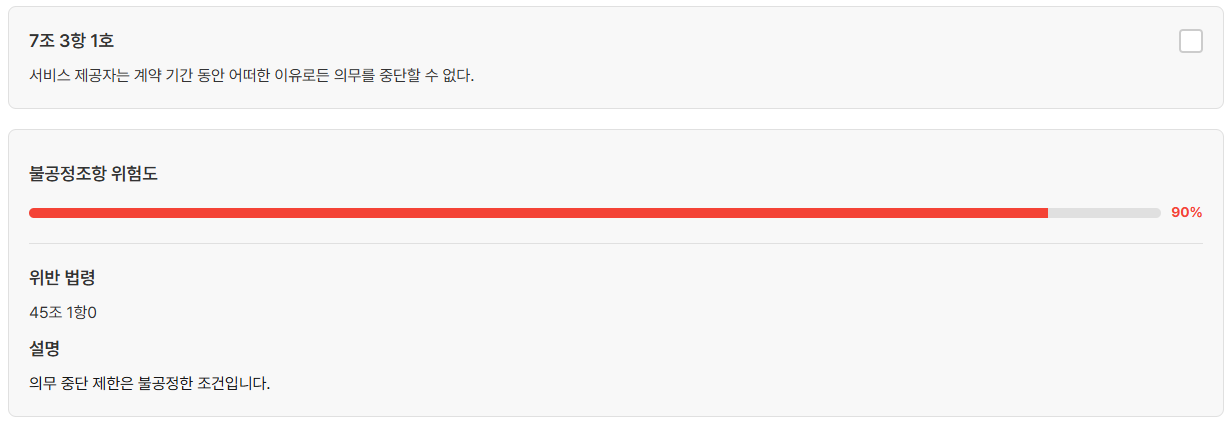 7조 3항 1호
서비스 제공자는 계약 기간 동안 어떠한 이유로든 의무를 중단할 수 없다.
불공정조항 위험도
90%
위반 법령
45조 1항0
설명
의무 중단 제한은 불공정한 조건입니다.